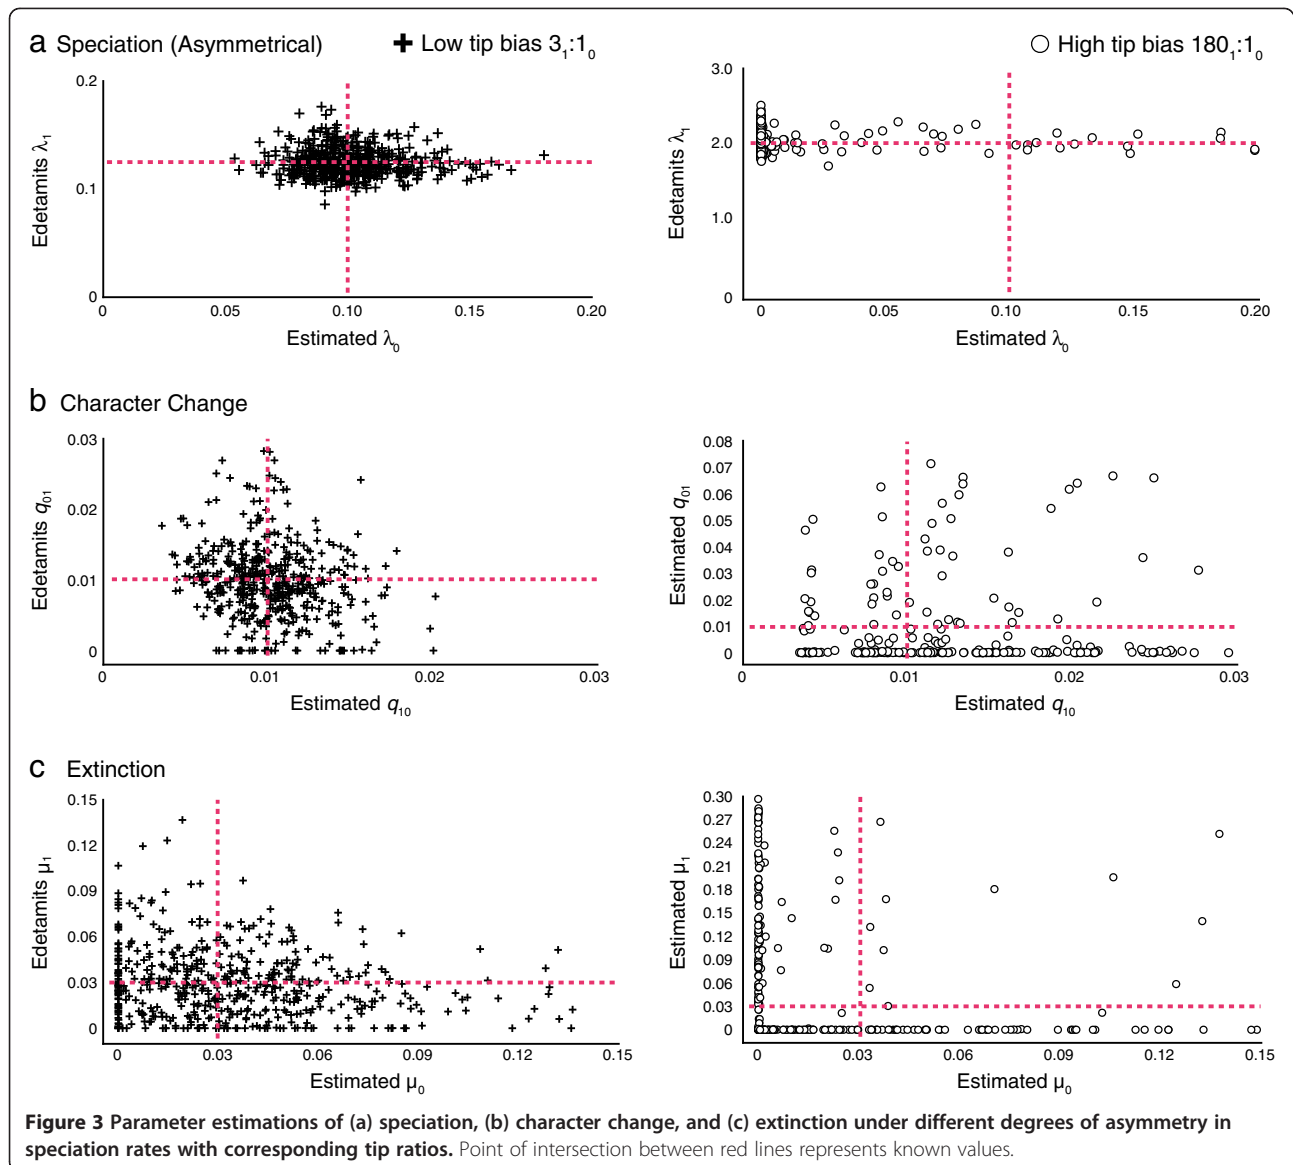 a Speciation (Asymmetrical)
✚ Low tip bias 3₁:1₀
○ High tip bias 180₁:1₀
0.2
0.1
0
Edetamits λ₁
0 0.05 0.10 0.15 0.20
Estimated λ₀
3.0
2.0
1.0
0
Edetamits λ₁
0 0.05 0.10 0.15 0.20
Estimated λ₀
b Character Change
0.03
0.02
0.01
0
Edetamits q₀₁
0 0.01 0.02 0.03
Estimated q₁₀
0.08
0.07
0.06
0.05
0.04
0.03
0.02
0.01
0
Estimated q₀₁
0 0.01 0.02 0.03
Estimated q₁₀
c Extinction
0.15
0.12
0.09
0.06
0.03
0
Edetamits μ₁
0 0.03 0.06 0.09 0.12 0.15
Estimated μ₀
0.30
0.27
0.21
0.18
0.15
0.12
0.09
0.06
0.03
0
Estimated μ₁
0 0.03 0.06 0.09 0.12 0.15
Estimated μ₀
Figure 3 Parameter estimations of (a) speciation, (b) character change, and (c) extinction under different degrees of asymmetry in
speciation rates with corresponding tip ratios. Point of intersection between red lines represents known values.